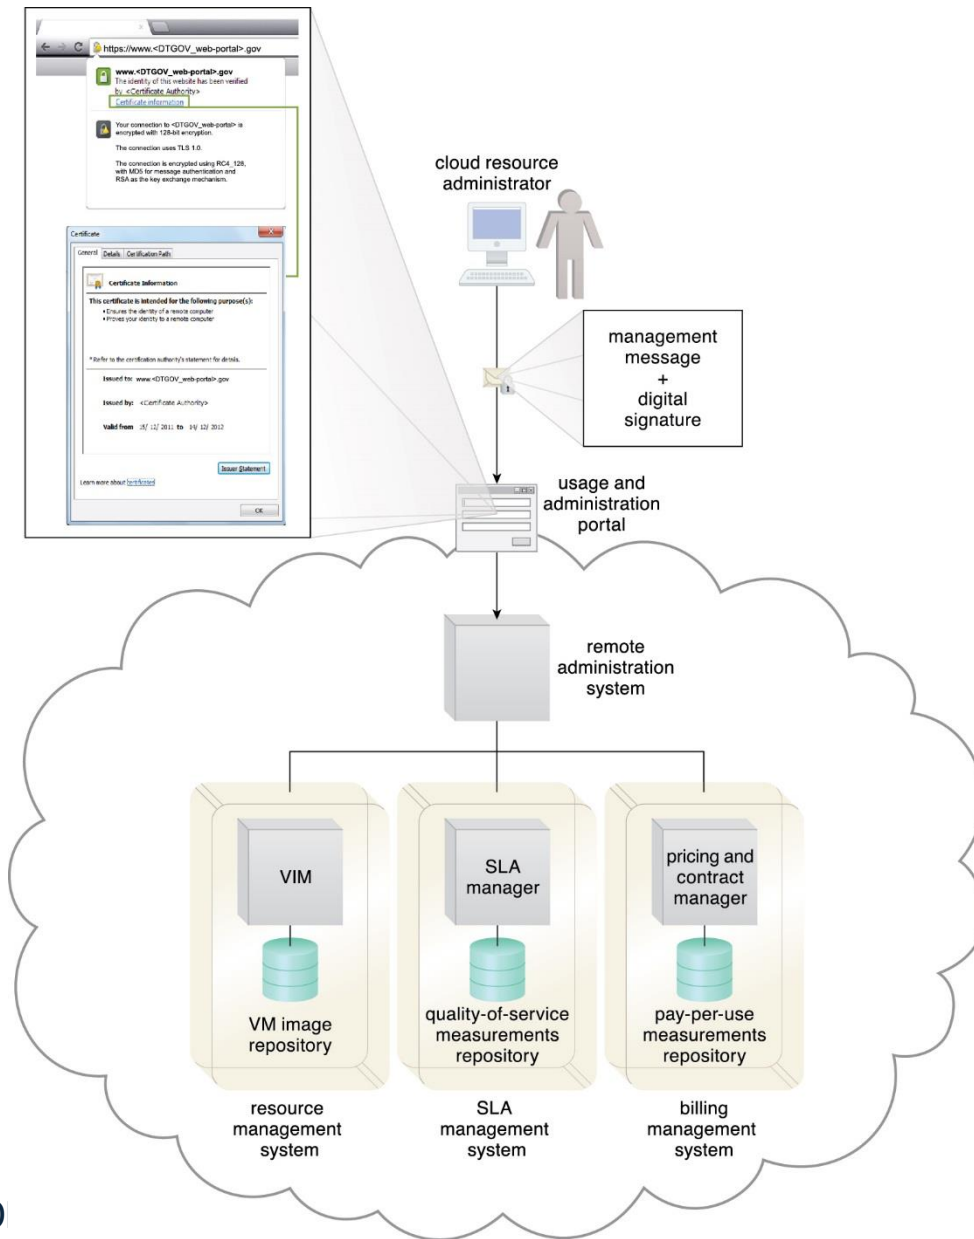 https://www.<DTGOV_web-portal>.gov
www.<DTGOV_web-portal>.gov
The identity of this website has been verified
by <Certificate Authority>
Certificate information
Your connection to <DTGOV_web-portal> is
encrypted with 128-bit encryption.
The connection uses TLS 1.0.
The connection is encrypted using RC4_128,
with MD5 for message authentication and
RSA as the key exchange mechanism.
Certificate
General Details Certification Path
Certificate Information
This certificate is intended for the following purpose(s):
• Ensures the identity of a remote computer
• Proves your identity to a remote computer
* Refer to the certification authority's statement for details.
Issued to: www.<DTGOV_web-portal>.gov
Issued by: <Certificate Authority>
Valid from 15/ 12/ 2011 to 14/ 12/ 2012
Issuer Statement
Learn more about certificates
OK
cloud resource
administrator
management
message
+
digital
signature
usage and
administration
portal
remote
administration
system
VIM
SLA
manager
pricing and
contract
manager
VM image
repository
quality-of-service
measurements
repository
pay-per-use
measurements
repository
resource
management
system
SLA
management
system
billing
management
system